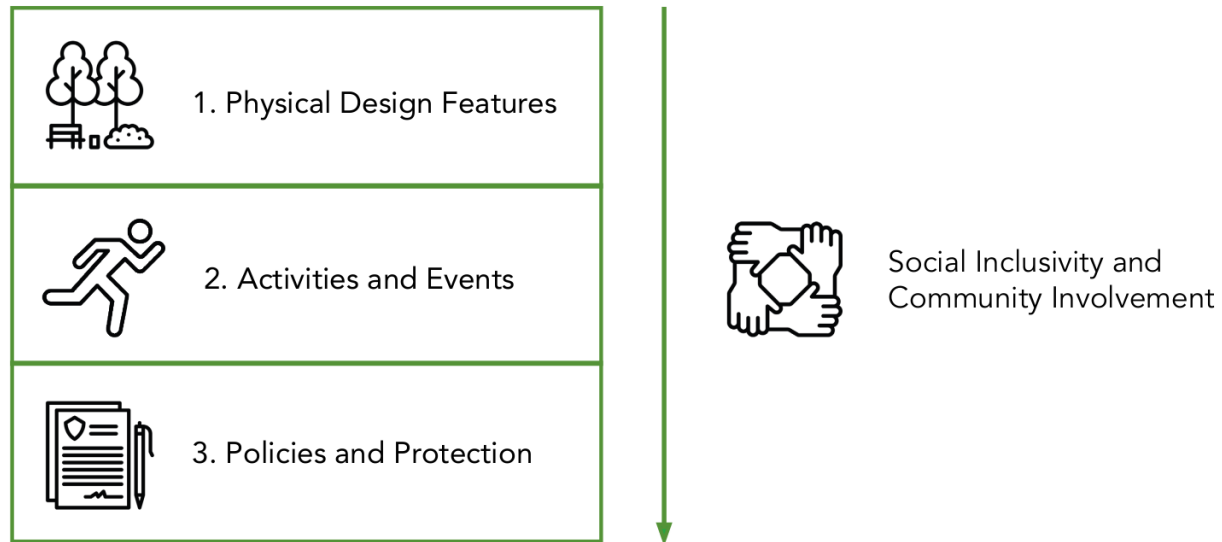 1. Physical Design Features
2. Activities and Events
3. Policies and Protection
Social Inclusivity and
Community Involvement